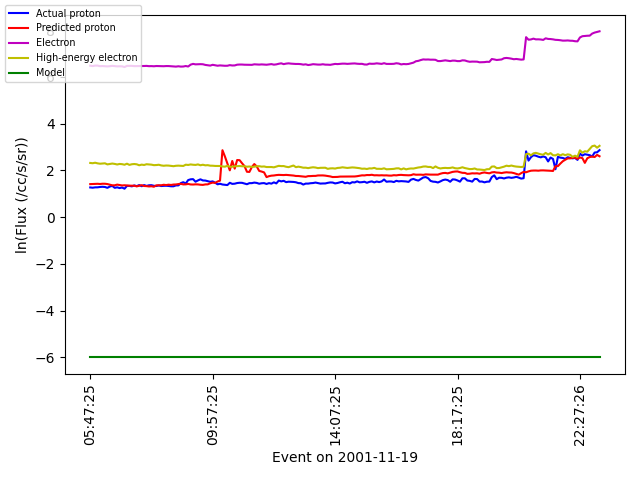 Actual proton
Predicted proton
Electron
High-energy electron
Model
8
6
4
2
0
−2
−4
−6
ln(Flux (/cc/s/sr))
05:47:25
09:57:25
14:07:25
18:17:25
22:27:26
Event on 2001-11-19